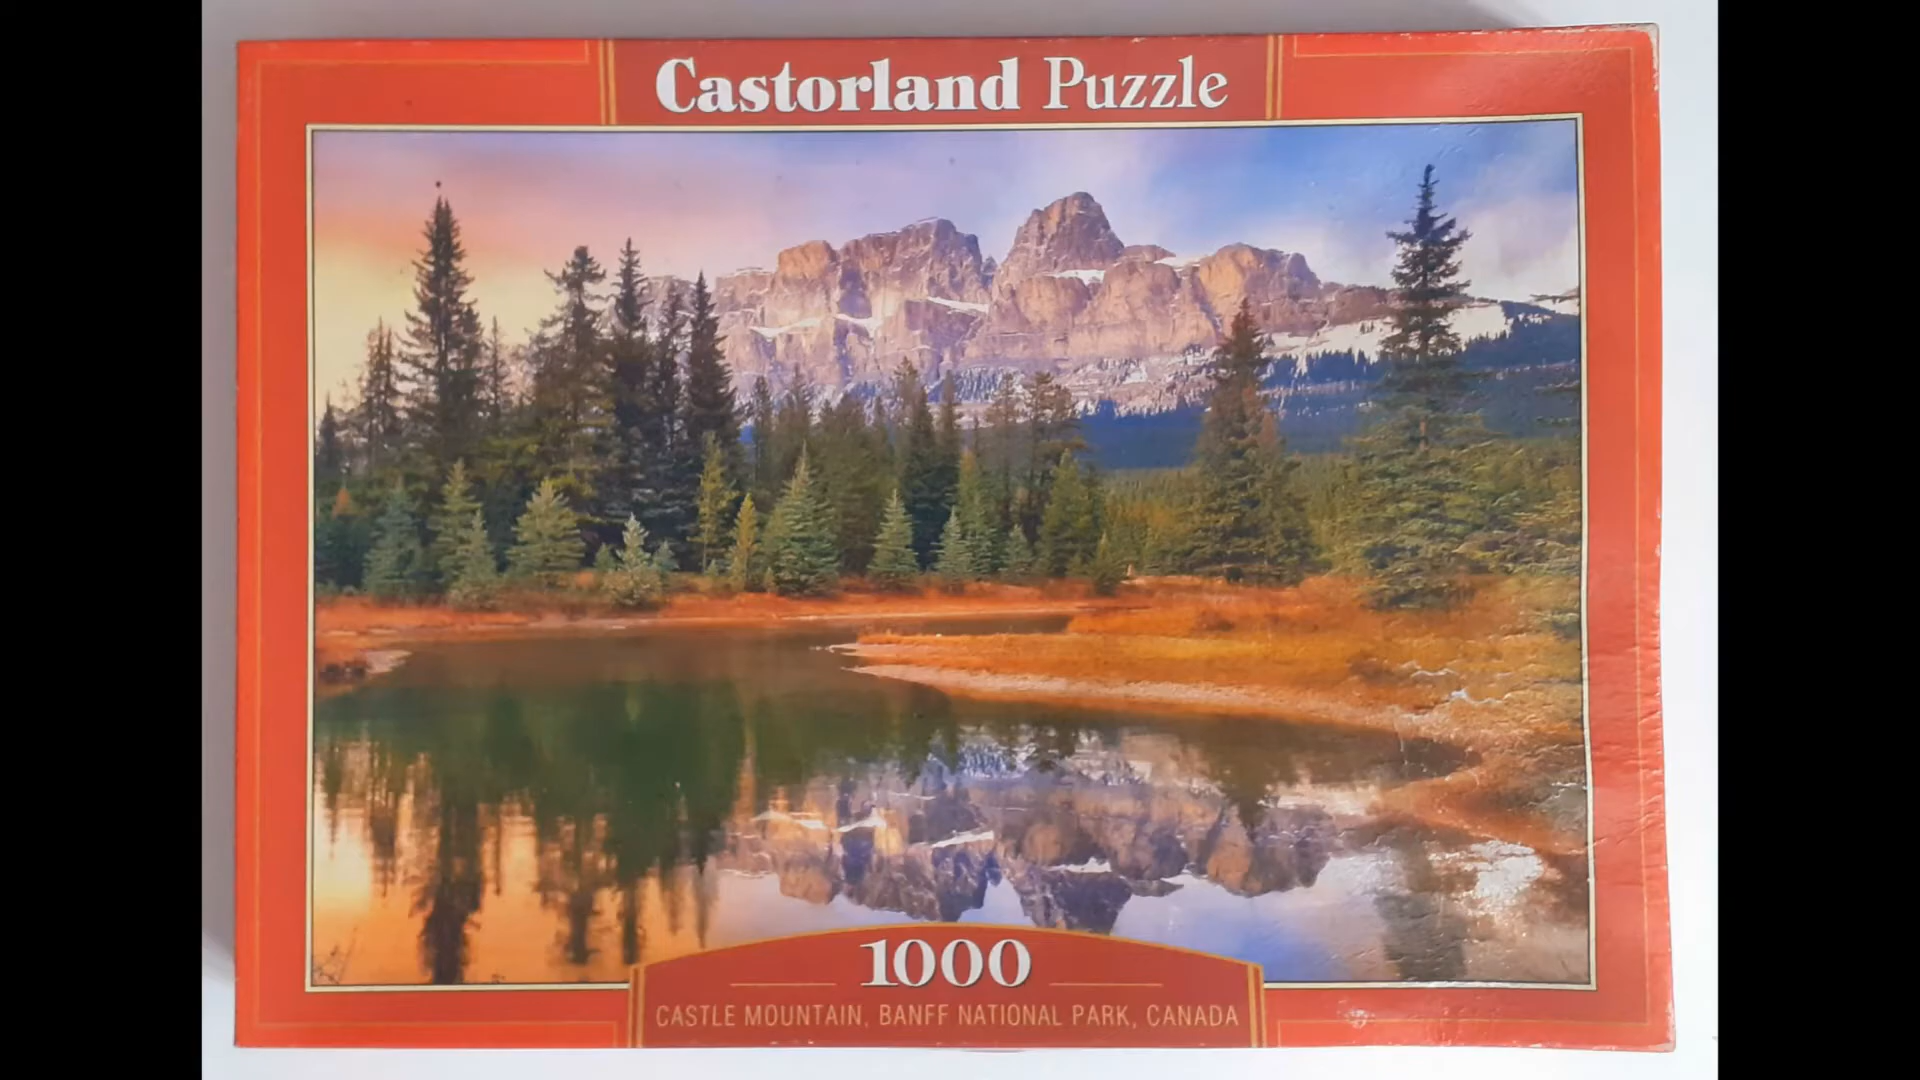 Castorland Puzzle
1000
CASTLE MOUNTAIN, BANFF NATIONAL PARK, CANADA